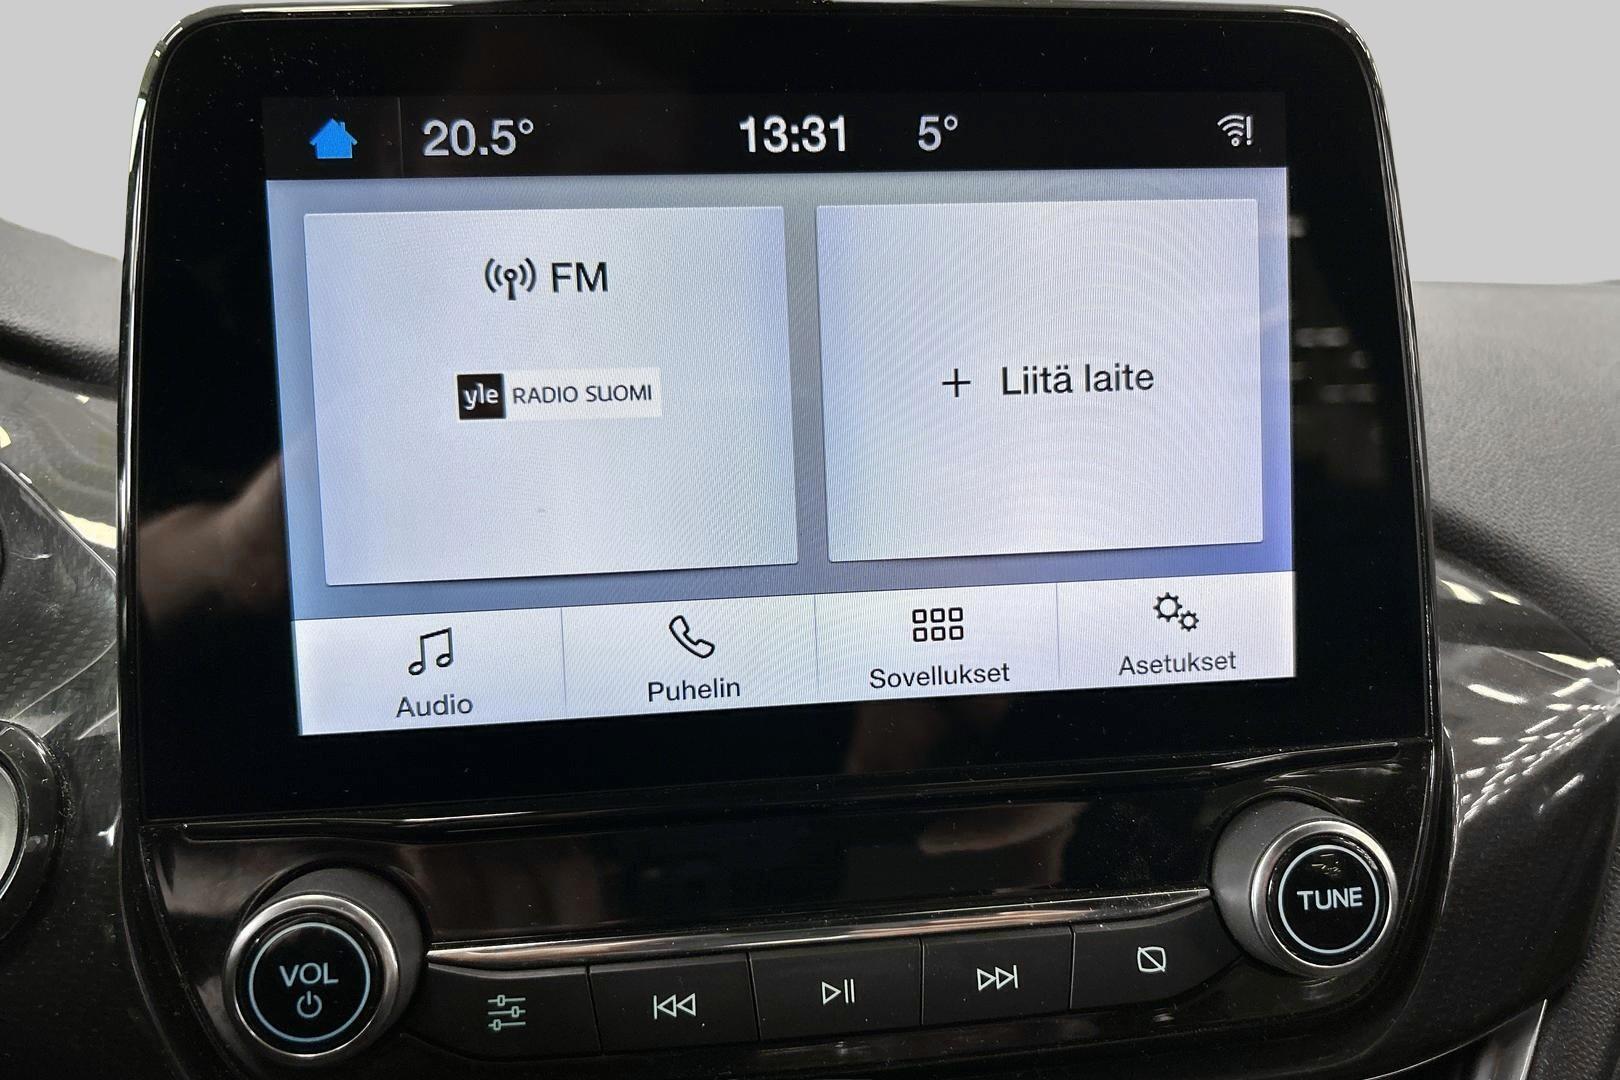 20.5° 13:31 5°
FM
yle RADIO SUOMI
+ Liitä laite
Audio Puhelin Sovellukset Asetukset
VOL
TUNE